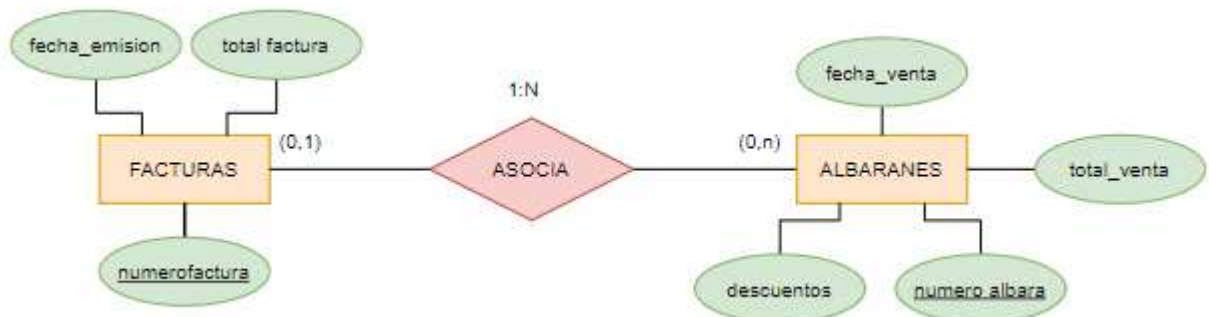 fecha_emision
total factura
1:N
fecha_venta
(0,1)
(0,n)
FACTURAS
ASOCIA
ALBARANES
total_venta
numerofactura
descuentos
numero albara